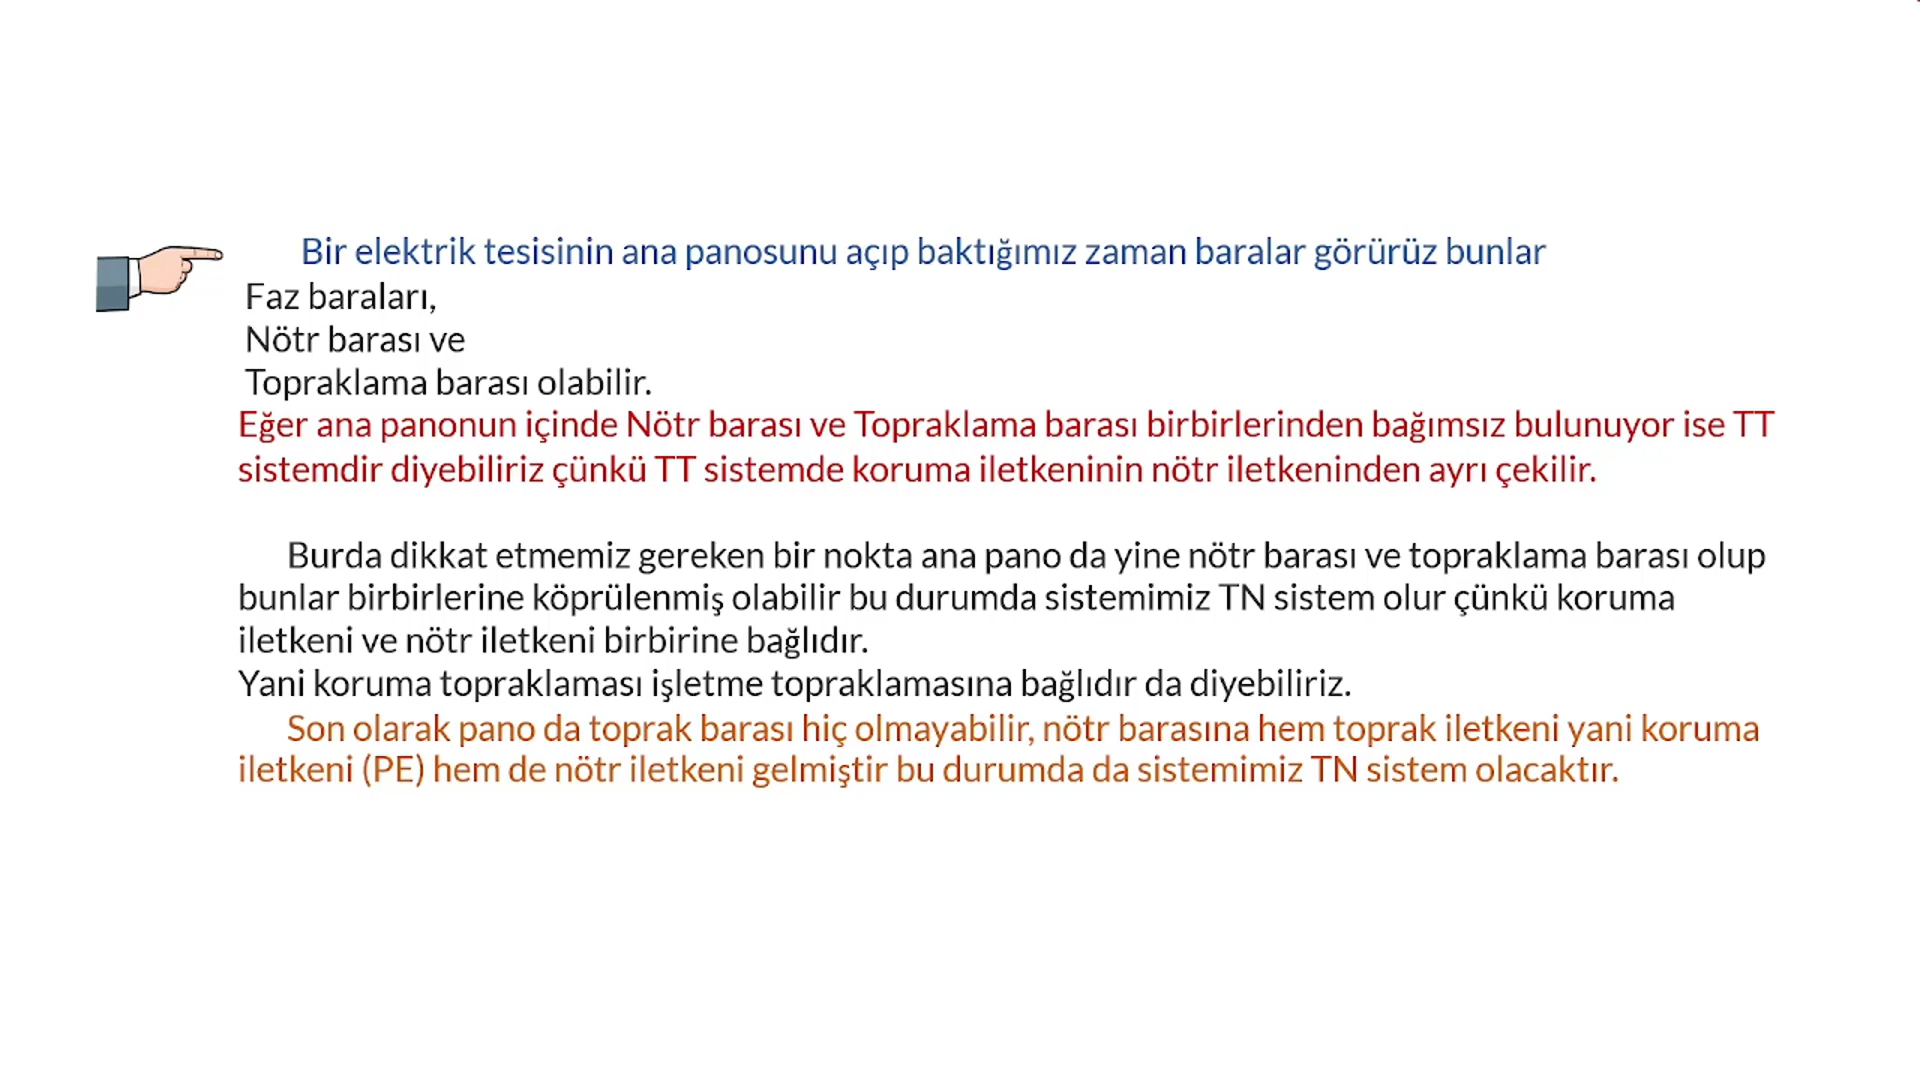 Bir elektrik tesisinin ana panosunu açıp baktığımız zaman baralar görürüz bunlar
Faz baraları,
Nötr barası ve
Topraklama barası olabilir.
Eğer ana panonun içinde Nötr barası ve Topraklama barası birbirlerinden bağımsız bulunuyor ise TT
sistemdir diyebiliriz çünkü TT sistemde koruma iletkeninin nötr iletkeninden ayrı çekilir.
Burda dikkat etmemiz gereken bir nokta ana pano da yine nötr barası ve topraklama barası olup
bunlar birbirlerine köprülenmiş olabilir bu durumda sistemimiz TN sistem olur çünkü koruma
iletkeni ve nötr iletkeni birbirine bağlıdır.
Yani koruma topraklaması işletme topraklamasına bağlıdır da diyebiliriz.
Son olarak pano da toprak barası hiç olmayabilir, nötr barasına hem toprak iletkeni yani koruma
iletkeni (PE) hem de nötr iletkeni gelmiştir bu durumda da sistemimiz TN sistem olacaktır.